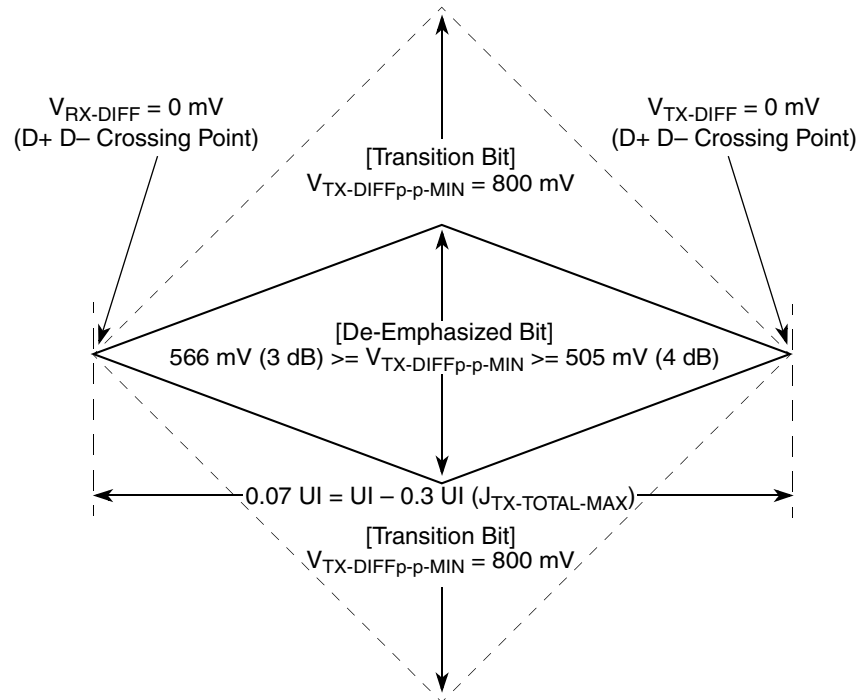 V_RX-DIFF = 0 mV
(D+ D– Crossing Point)
V_TX-DIFF = 0 mV
(D+ D– Crossing Point)
[Transition Bit]
V_TX-DIFFp-p-MIN = 800 mV
[De-Emphasized Bit]
566 mV (3 dB) >= V_TX-DIFFp-p-MIN >= 505 mV (4 dB)
0.07 UI = UI – 0.3 UI (J_TX-TOTAL-MAX)
[Transition Bit]
V_TX-DIFFp-p-MIN = 800 mV